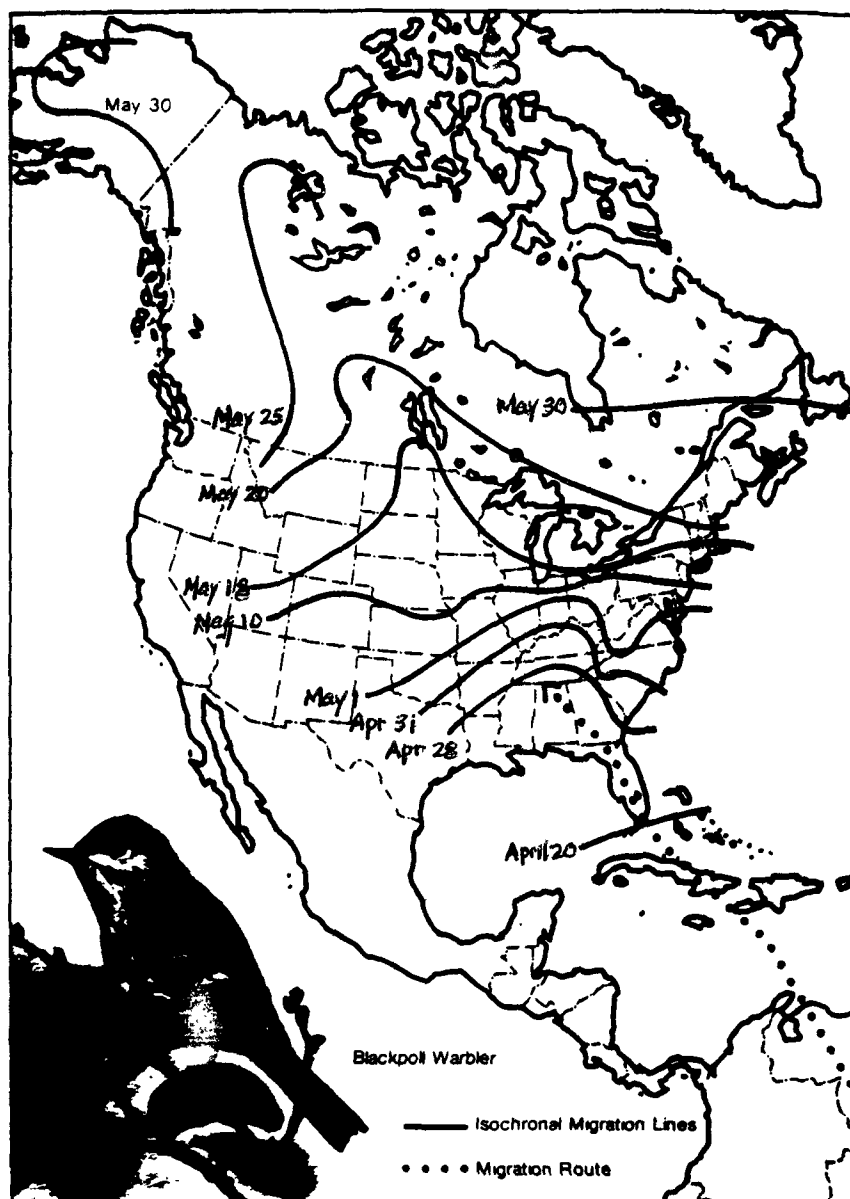 May 30
May 25
May 30
May 20
May 18
May 10
May 1
Apr 31
Apr 28
April 20
Blackpoll Warbler
Isochronal Migration Lines
Migration Route